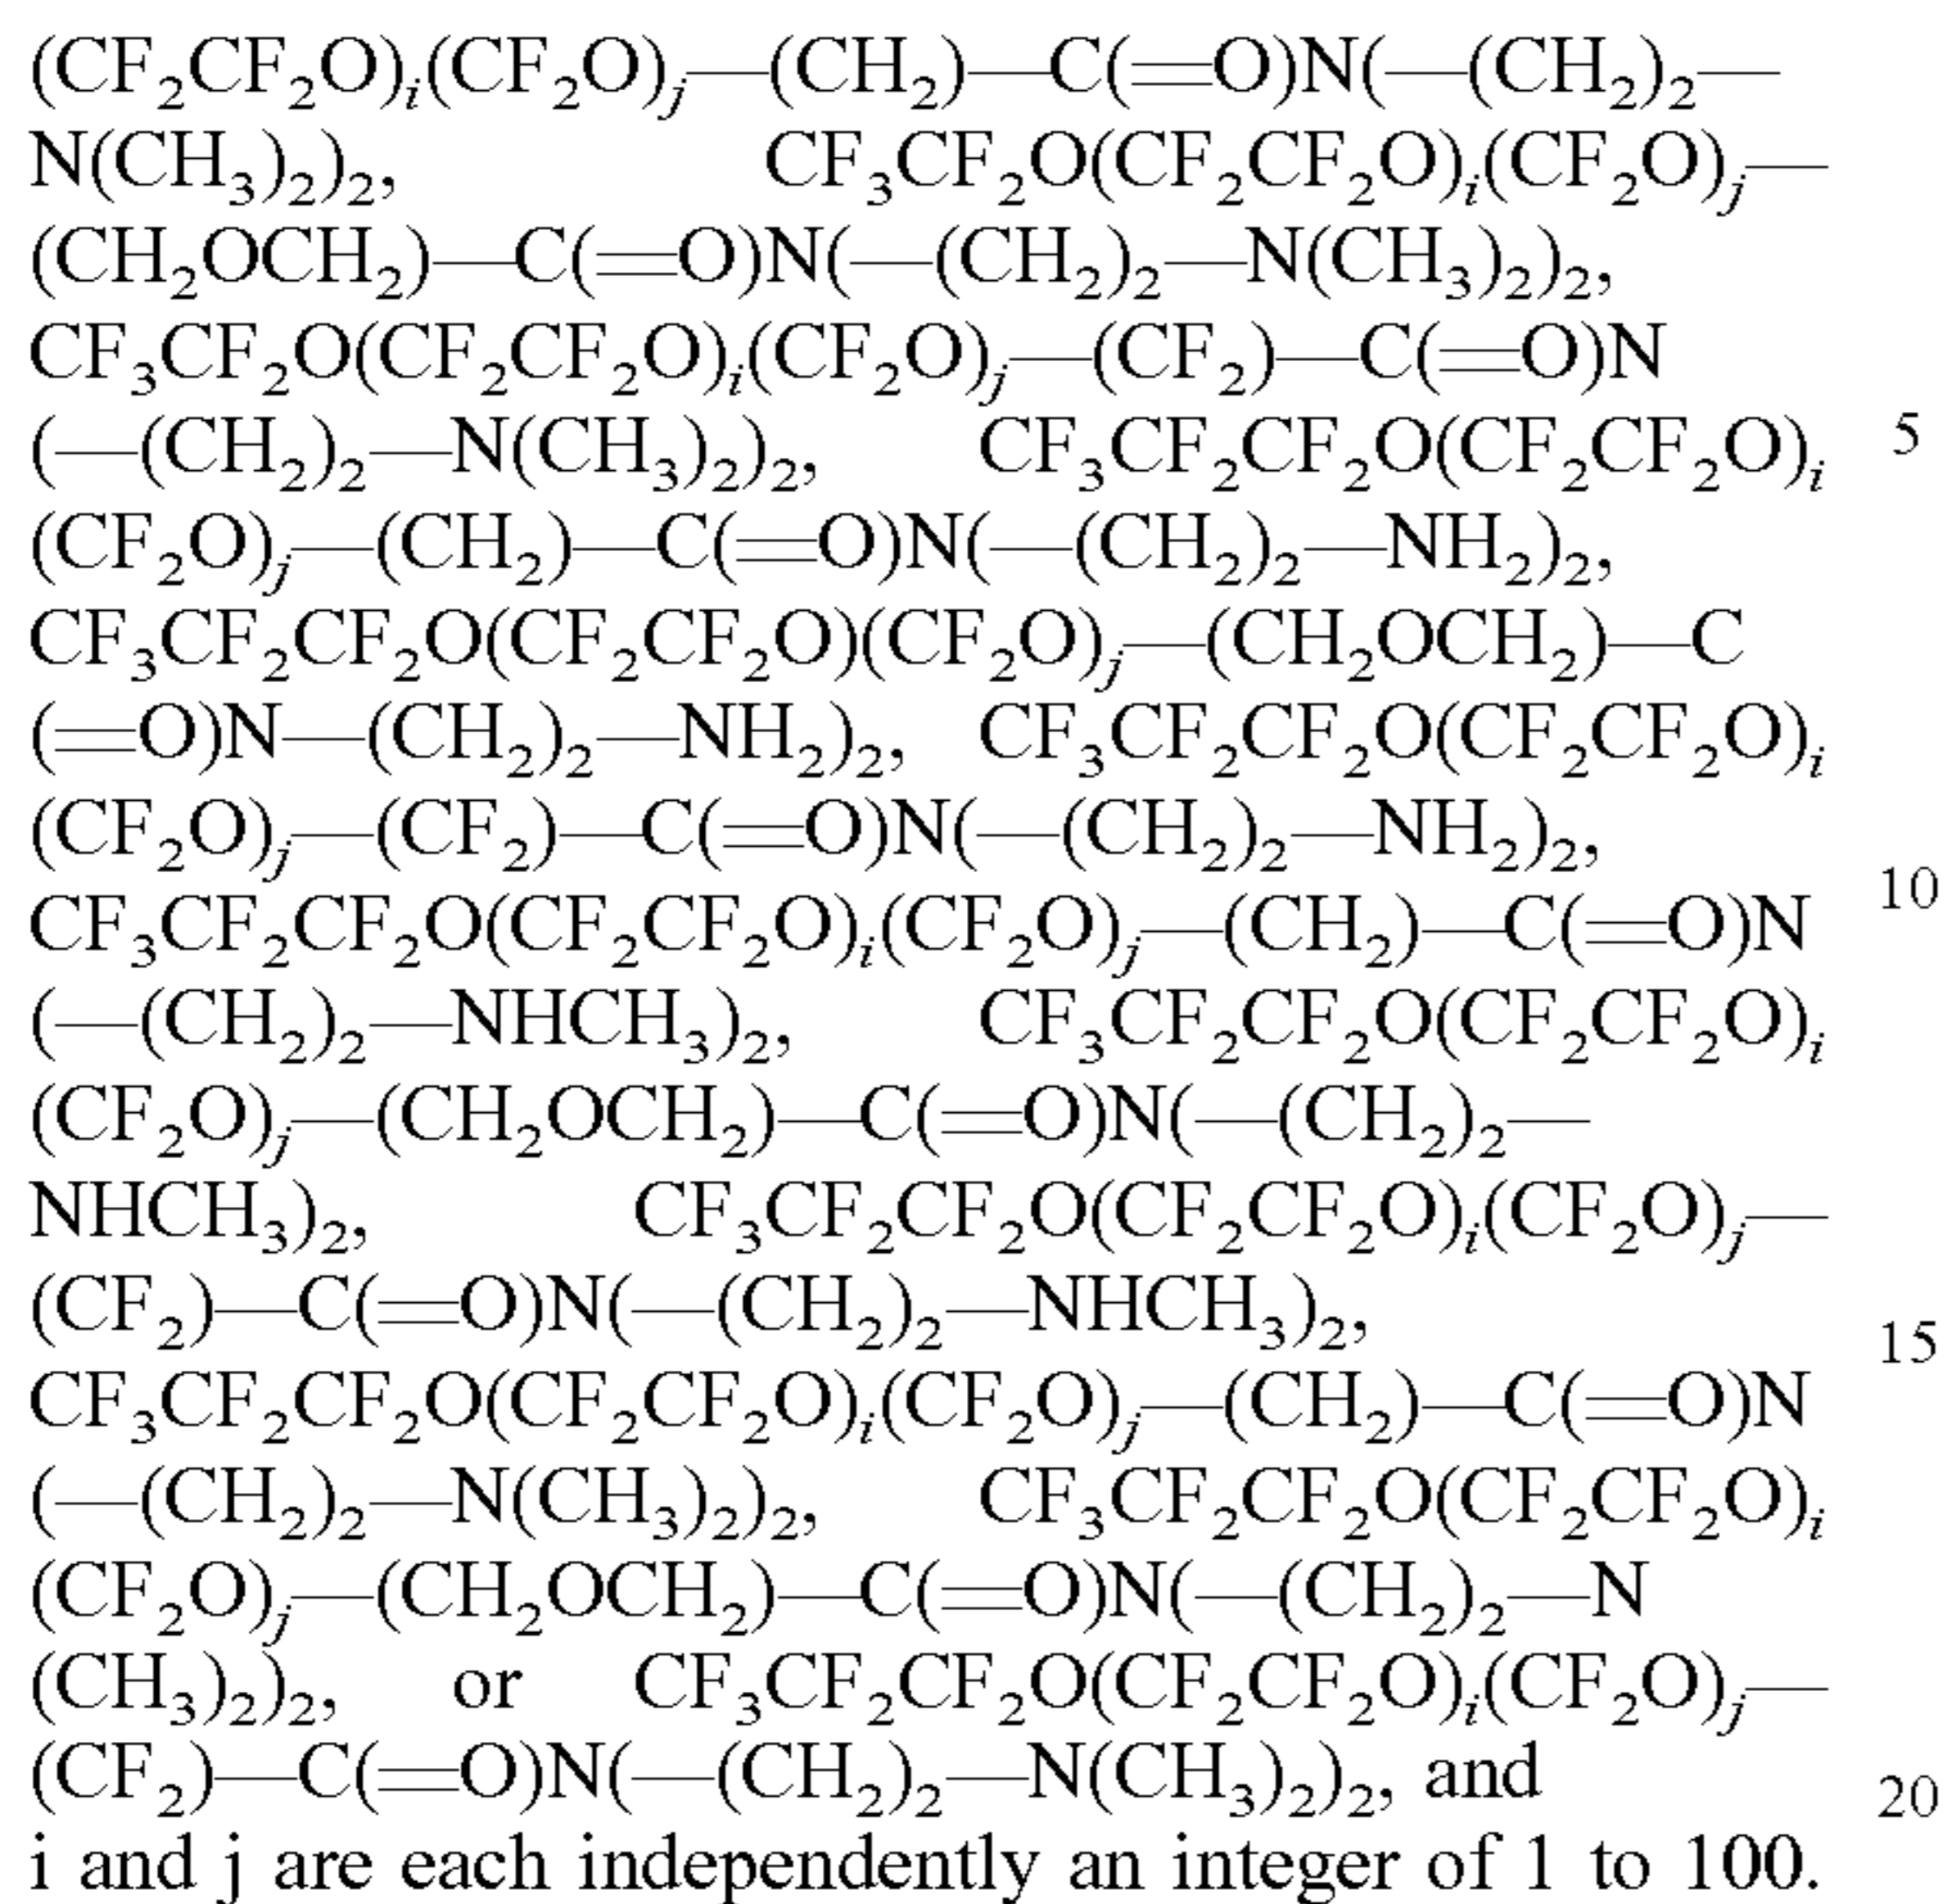 (CF₂CF₂O)ᵢ(CF₂O)ⱼ—(CH₂)—C(=O)N(—(CH₂)₂—
N(CH₃)₂)₂, CF₃CF₂O(CF₂CF₂O)ᵢ(CF₂O)ⱼ—
(CH₂OCH₂)—C(=O)N(—(CH₂)₂—N(CH₃)₂)₂,
CF₃CF₂O(CF₂CF₂O)ᵢ(CF₂O)ⱼ—(CF₂)—C(=O)N
(—(CH₂)₂—N(CH₃)₂)₂, CF₃CF₂CF₂O(CF₂CF₂O)ᵢ 5
(CF₂O)ⱼ—(CH₂)—C(=O)N(—(CH₂)₂—NH₂)₂,
CF₃CF₂CF₂O(CF₂CF₂O)(CF₂O)ⱼ—(CH₂OCH₂)—C
(=O)N—(CH₂)₂—NH₂)₂, CF₃CF₂CF₂O(CF₂CF₂O)ᵢ
(CF₂O)ⱼ—(CF₂)—C(=O)N(—(CH₂)₂—NH₂)₂,
CF₃CF₂CF₂O(CF₂CF₂O)ᵢ(CF₂O)ⱼ—(CH₂)—C(=O)N 10
(—(CH₂)₂—NHCH₃)₂, CF₃CF₂CF₂O(CF₂CF₂O)ᵢ
(CF₂O)ⱼ—(CH₂OCH₂)—C(=O)N(—(CH₂)₂—
NHCH₃)₂, CF₃CF₂CF₂O(CF₂CF₂O)ᵢ(CF₂O)ⱼ—
(CF₂)—C(=O)N(—(CH₂)₂—NHCH₃)₂, 15
CF₃CF₂CF₂O(CF₂CF₂O)ᵢ(CF₂O)ⱼ—(CH₂)—C(=O)N
(—(CH₂)₂—N(CH₃)₂)₂, CF₃CF₂CF₂O(CF₂CF₂O)ᵢ
(CF₂O)ⱼ—(CH₂OCH₂)—C(=O)N(—(CH₂)₂—N
(CH₃)₂)₂, or CF₃CF₂CF₂O(CF₂CF₂O)ᵢ(CF₂O)ⱼ—
(CF₂)—C(=O)N(—(CH₂)₂—N(CH₃)₂)₂, and 20
i and j are each independently an integer of 1 to 100.